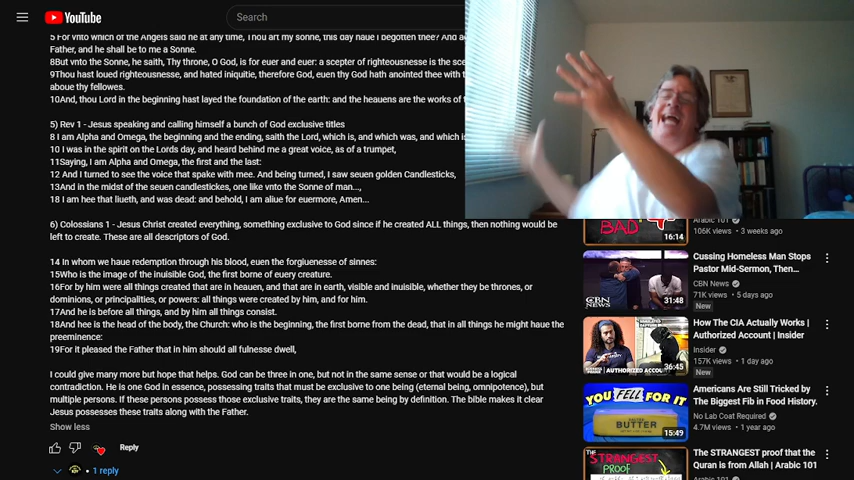 YouTube
Search
5 For vnto which of the Angels said he at any time, Thou art my sonne, this day haue I begotten thee? And
Father, and he shall be to me a Sonne.
8But vnto the Sonne, he saith, Thy throne, O God, is for euer and euer: a scepter of righteousnesse is the
9Thou hast loued righteousnesse, and hated iniquitie, therefore God, euen thy God hath anointed thee with
aboue thy fellowes.
10And, thou Lord in the beginning hast layed the foundation of the earth: and the heauens are the works of
5) Rev 1 - Jesus speaking and calling himself a bunch of God exclusive titles
8 I am Alpha and Omega, the beginning and the ending, saith the Lord, which is, and which was, and which
10 I was in the spirit on the Lords day, and heard behind me a great voice, as of a trumpet,
11Saying, I am Alpha and Omega, the first and the last:
12 And I turned to see the voice that spake with mee. And being turned, I saw seuen golden Candlesticks,
13And in the midst of the seuen candlestickes, one like vnto the Sonne of man...,
18 I am hee that liueth, and was dead: and behold, I am aliue for euermore, Amen...
6) Colossians 1 - Jesus Christ created everything, something exclusive to God since if he created ALL things, then nothing would be
left to create. These are all descriptors of God.
14 In whom we haue redemption through his blood, euen the forgiuenesse of sinnes:
15Who is the image of the inuisible God, the first borne of euery creature.
16For by him were all things created that are in heauen, and that are in earth, visible and inuisible, whether they be thrones, or
dominions, or principalities, or powers: all things were created by him, and for him.
17And he is before all things, and by him all things consist.
18And hee is the head of the body, the Church: who is the beginning, the first borne from the dead, that in all things he might haue the
preeminence:
19For it pleased the Father that in him should all fulnesse dwell,
I could give many more but hope that helps. God can be three in one, but not in the same sense or that would be a logical
contradiction. He is one God in essence, possessing traits that must be exclusive to one being (eternal being, omnipotence), but
multiple persons. If these persons possess those exclusive traits, they are the same being by definition. The bible makes it clear
Jesus possesses these traits along with the Father.
Show less
Reply
1 reply
BAD
16:14
Arabic 101
106K views • 3 weeks ago
CBN NEWS
31:48
Cussing Homeless Man Stops
Pastor Mid-Sermon, Then...
CBN News
71K views • 5 days ago
New
AUTHORIZED ACCOU
36:45
How The CIA Actually Works |
Authorized Account | Insider
Insider
157K views • 1 day ago
New
YOU FELL FOR IT
BUTTER
15:49
Americans Are Still Tricked by
The Biggest Fib in Food History.
No Lab Coat Required
4.7M views • 1 year ago
THE
STRANGEST
PROOF
The STRANGEST proof that the
Quran is from Allah | Arabic 101